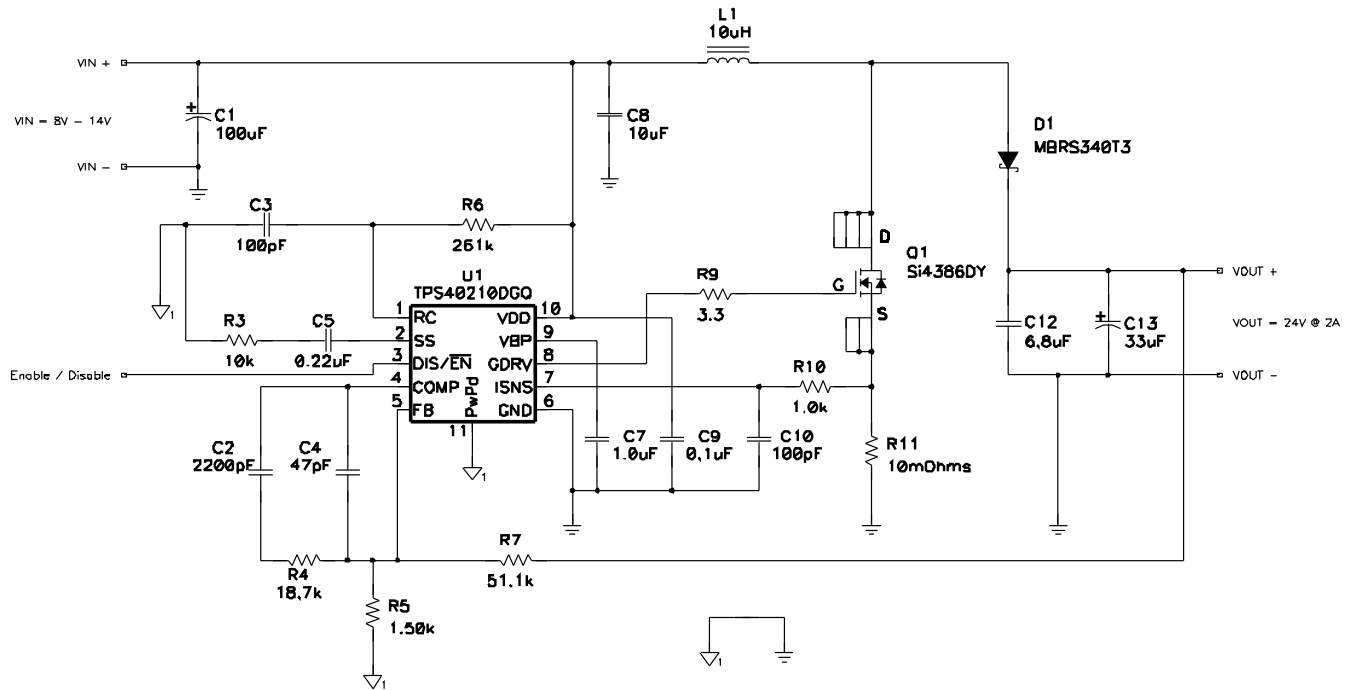 L1
10uH
VIN +
VIN = 8V - 14V
VIN -
+
C1
100uF
C8
10uF
D1
MBRS340T3
C3
100pF
R6
261k
1
U1
TPS40210DGQ
1 RC VDD 10
2 SS VBP 9
3 DIS/EN GDRV 8
4 COMP ISNS 7
5 FB GND 6
PwPd
11
1
R3
10k
C5
0.22uF
Enable / Disable
R9
3.3
D
G
S
Q1
Si4386DY
VOUT +
VOUT = 24V @ 2A
VOUT -
C12
6.8uF
+
C13
33uF
R10
1.0k
R11
10mOhms
C2
2200pF
C4
47pF
C7
1.0uF
C9
0.1uF
C10
100pF
R4
18.7k
R7
51.1k
R5
1.50k
1
1